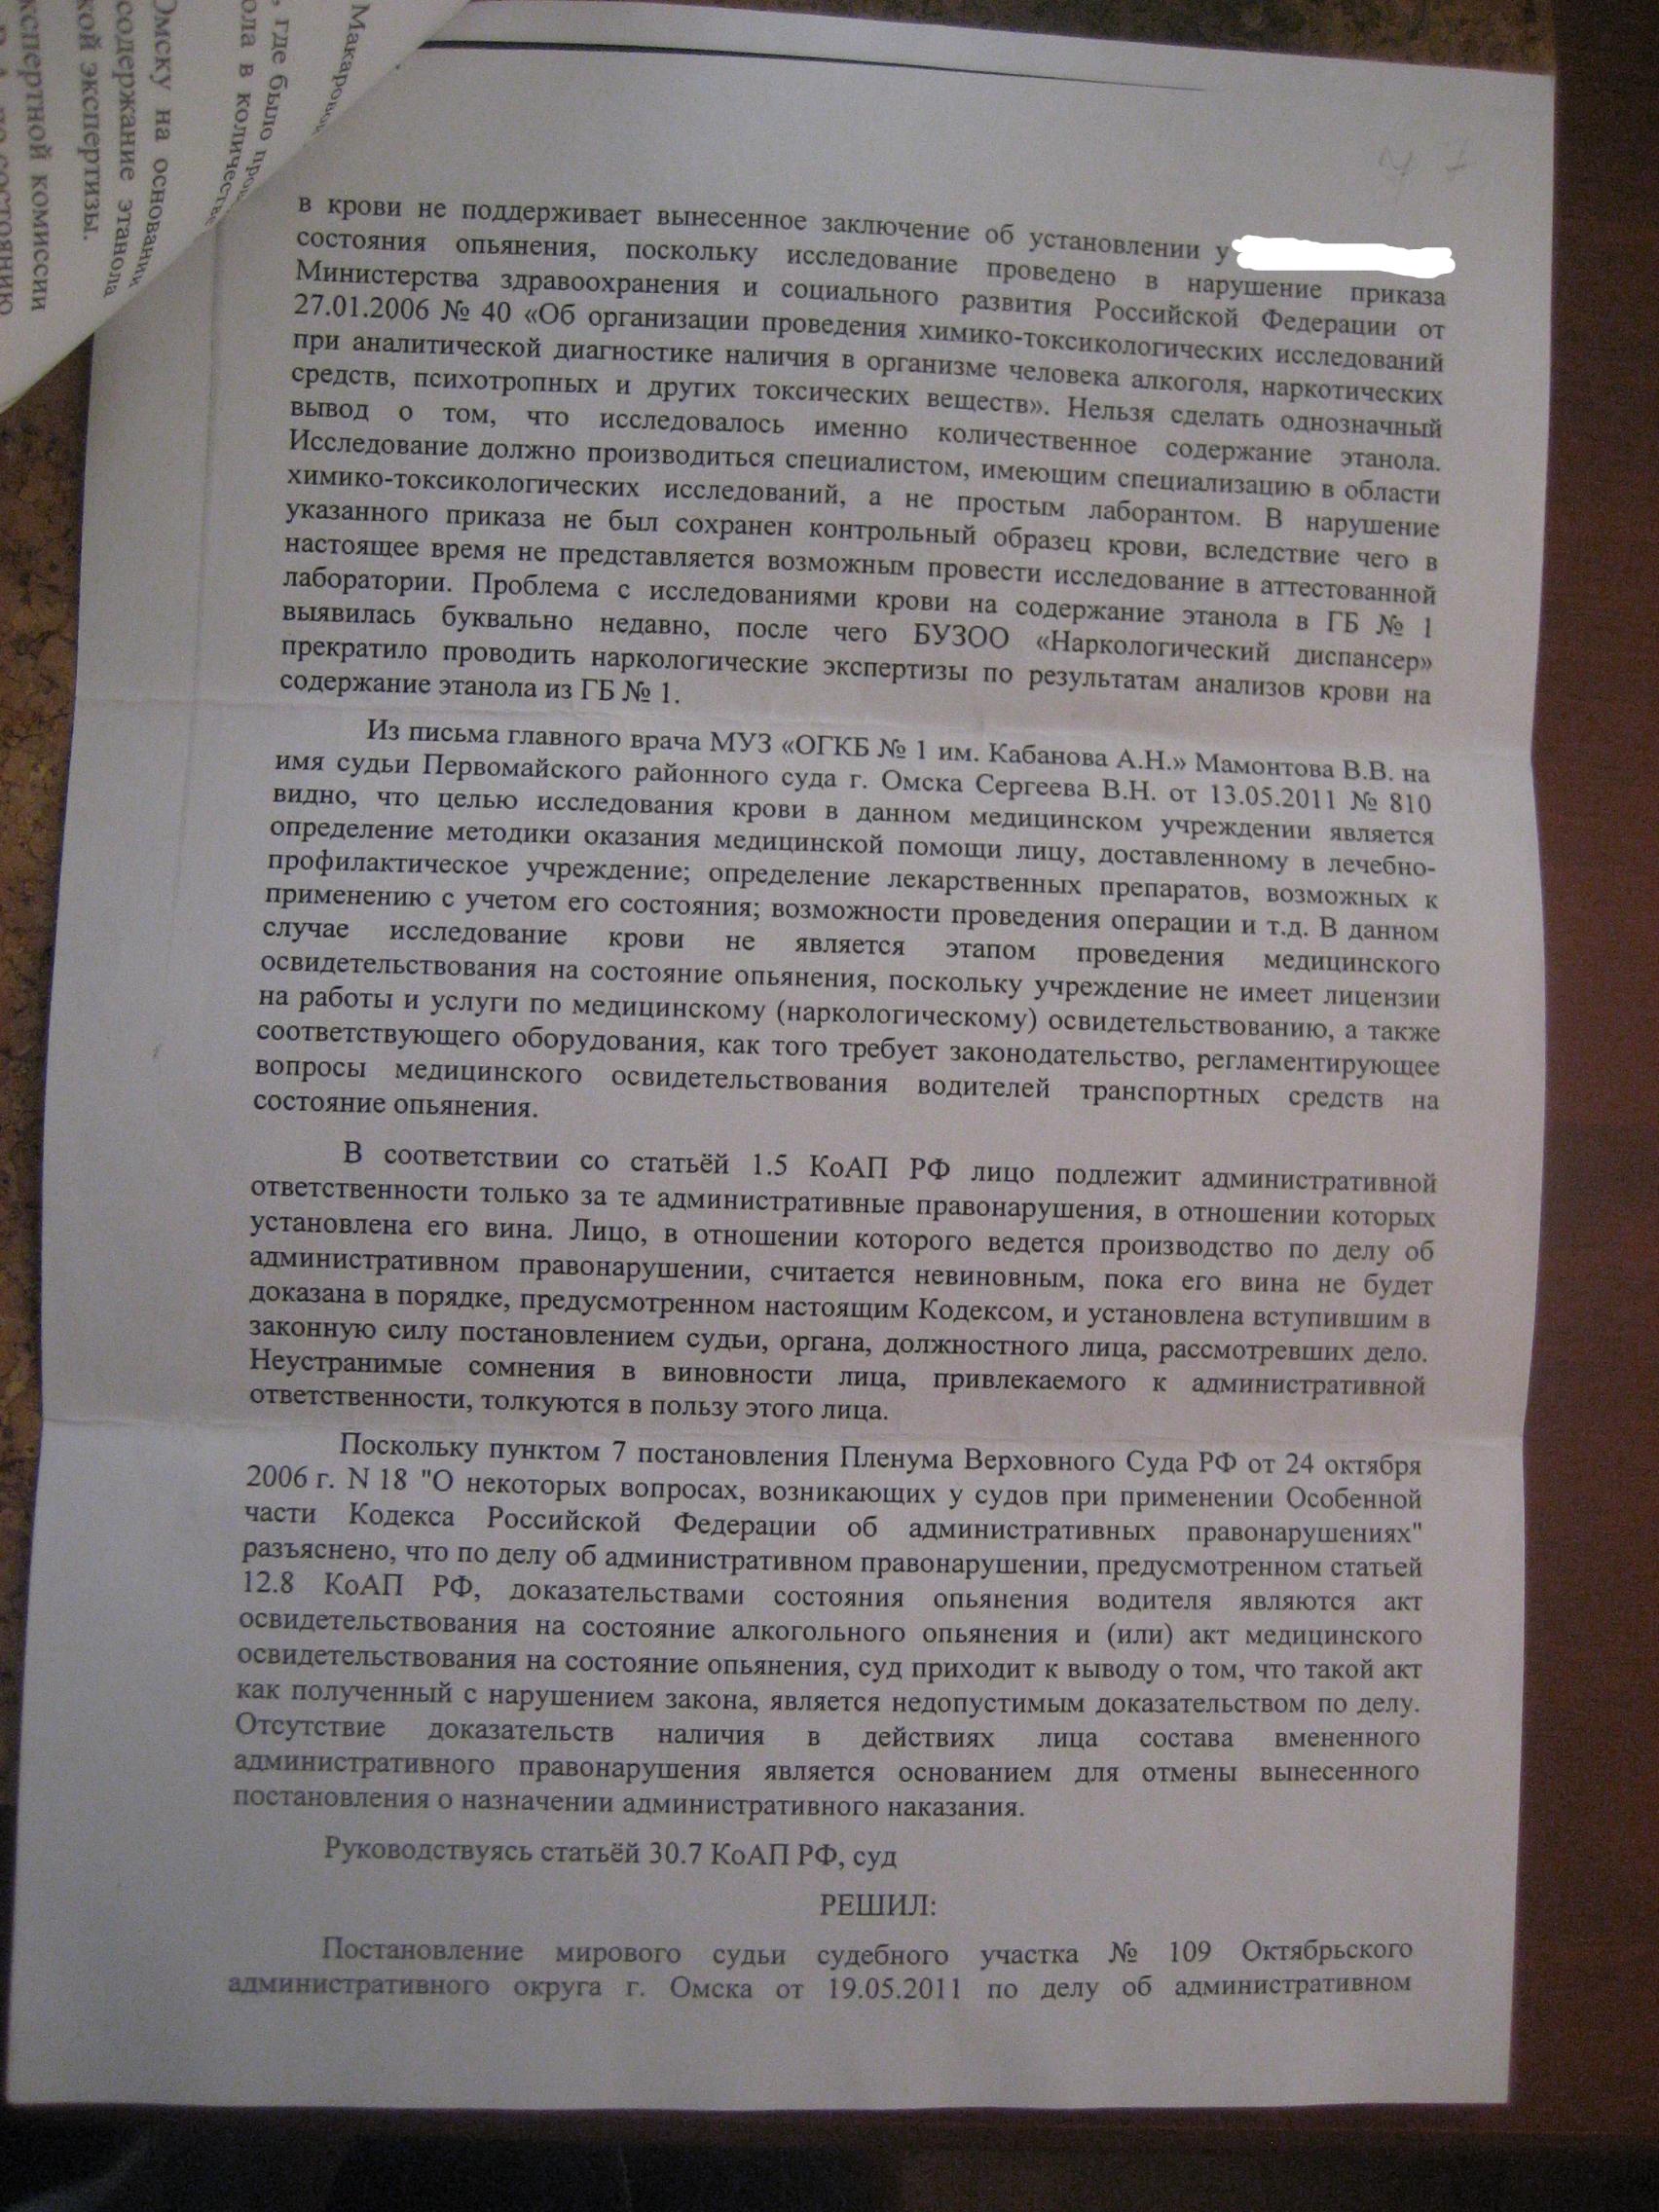 Макаровы
, где было про
ола в количеств
Омску на основании
содержание этанола
кой экспертизы.
кспертной комиссии
в крови не поддерживает вынесенное заключение об установлении у
состояния опьянения, поскольку исследование проведено в нарушение приказа
Министерства здравоохранения и социального развития Российской Федерации от
27.01.2006 № 40 «Об организации проведения химико-токсикологических исследований
при аналитической диагностике наличия в организме человека алкоголя, наркотических
средств, психотропных и других токсических веществ». Нельзя сделать однозначный
вывод о том, что исследовалось именно количественное содержание этанола.
Исследование должно производиться специалистом, имеющим специализацию в области
химико-токсикологических исследований, а не простым лаборантом. В нарушение
указанного приказа не был сохранен контрольный образец крови, вследствие чего в
настоящее время не представляется возможным провести исследование в аттестованной
лаборатории. Проблема с исследованиями крови на содержание этанола в ГБ № 1
выявилась буквально недавно, после чего БУЗОО «Наркологический диспансер»
прекратило проводить наркологические экспертизы по результатам анализов крови на
содержание этанола из ГБ № 1.
Из письма главного врача МУЗ «ОГКБ № 1 им. Кабанова А.Н.» Мамонтова В.В. на
имя судьи Первомайского районного суда г. Омска Сергеева В.Н. от 13.05.2011 № 810
видно, что целью исследования крови в данном медицинском учреждении является
определение методики оказания медицинской помощи лицу, доставленному в лечебно-
профилактическое учреждение; определение лекарственных препаратов, возможных к
применению с учетом его состояния; возможности проведения операции и т.д. В данном
случае исследование крови не является этапом проведения медицинского
освидетельствования на состояние опьянения, поскольку учреждение не имеет лицензии
на работы и услуги по медицинскому (наркологическому) освидетельствованию, а также
соответствующего оборудования, как того требует законодательство, регламентирующее
вопросы медицинского освидетельствования водителей транспортных средств на
состояние опьянения.
В соответствии со статьёй 1.5 КоАП РФ лицо подлежит административной
ответственности только за те административные правонарушения, в отношении которых
установлена его вина. Лицо, в отношении которого ведется производство по делу об
административном правонарушении, считается невиновным, пока его вина не будет
доказана в порядке, предусмотренном настоящим Кодексом, и установлена вступившим в
законную силу постановлением судьи, органа, должностного лица, рассмотревших дело.
Неустранимые сомнения в виновности лица, привлекаемого к административной
ответственности, толкуются в пользу этого лица.
Поскольку пунктом 7 постановления Пленума Верховного Суда РФ от 24 октября
2006 г. N 18 "О некоторых вопросах, возникающих у судов при применении Особенной
части Кодекса Российской Федерации об административных правонарушениях"
разъяснено, что по делу об административном правонарушении, предусмотренном статьей
12.8 КоАП РФ, доказательствами состояния опьянения водителя являются акт
освидетельствования на состояние алкогольного опьянения и (или) акт медицинского
освидетельствования на состояние опьянения, суд приходит к выводу о том, что такой акт
как полученный с нарушением закона, является недопустимым доказательством по делу.
Отсутствие доказательств наличия в действиях лица состава вмененного
административного правонарушения является основанием для отмены вынесенного
постановления о назначении административного наказания.
Руководствуясь статьёй 30.7 КоАП РФ, суд
РЕШИЛ:
Постановление мирового судьи судебного участка № 109 Октябрьского
административного округа г. Омска от 19.05.2011 по делу об административном